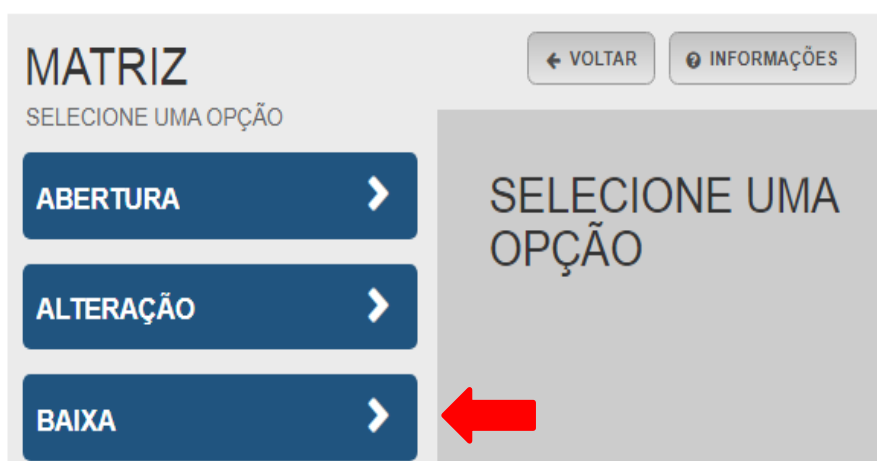 MATRIZ
SELECIONE UMA OPÇÃO
VOLTAR
INFORMAÇÕES
ABERTURA
ALTERAÇÃO
BAIXA
SELECIONE UMA
OPÇÃO